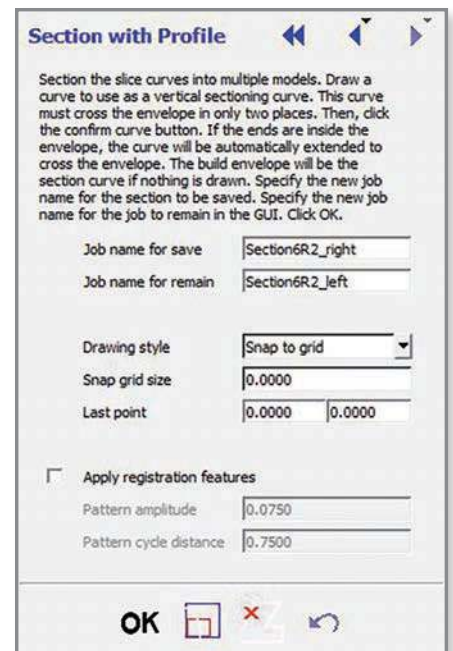 Section with Profile
Section the slice curves into multiple models. Draw a
curve to use as a vertical sectioning curve. This curve
must cross the envelope in only two places. Then, click
the confirm curve button. If the ends are inside the
envelope, the curve will be automatically extended to
cross the envelope. The build envelope will be the
section curve if nothing is drawn. Specify the new job
name for the section to be saved. Specify the new job
name for the job to remain in the GUI. Click OK.
Job name for save Section6R2_right
Job name for remain Section6R2_left
Drawing style Snap to grid
Snap grid size 0.0000
Last point 0.0000 0.0000
Apply registration features
Pattern amplitude 0.0750
Pattern cycle distance 0.7500
OK